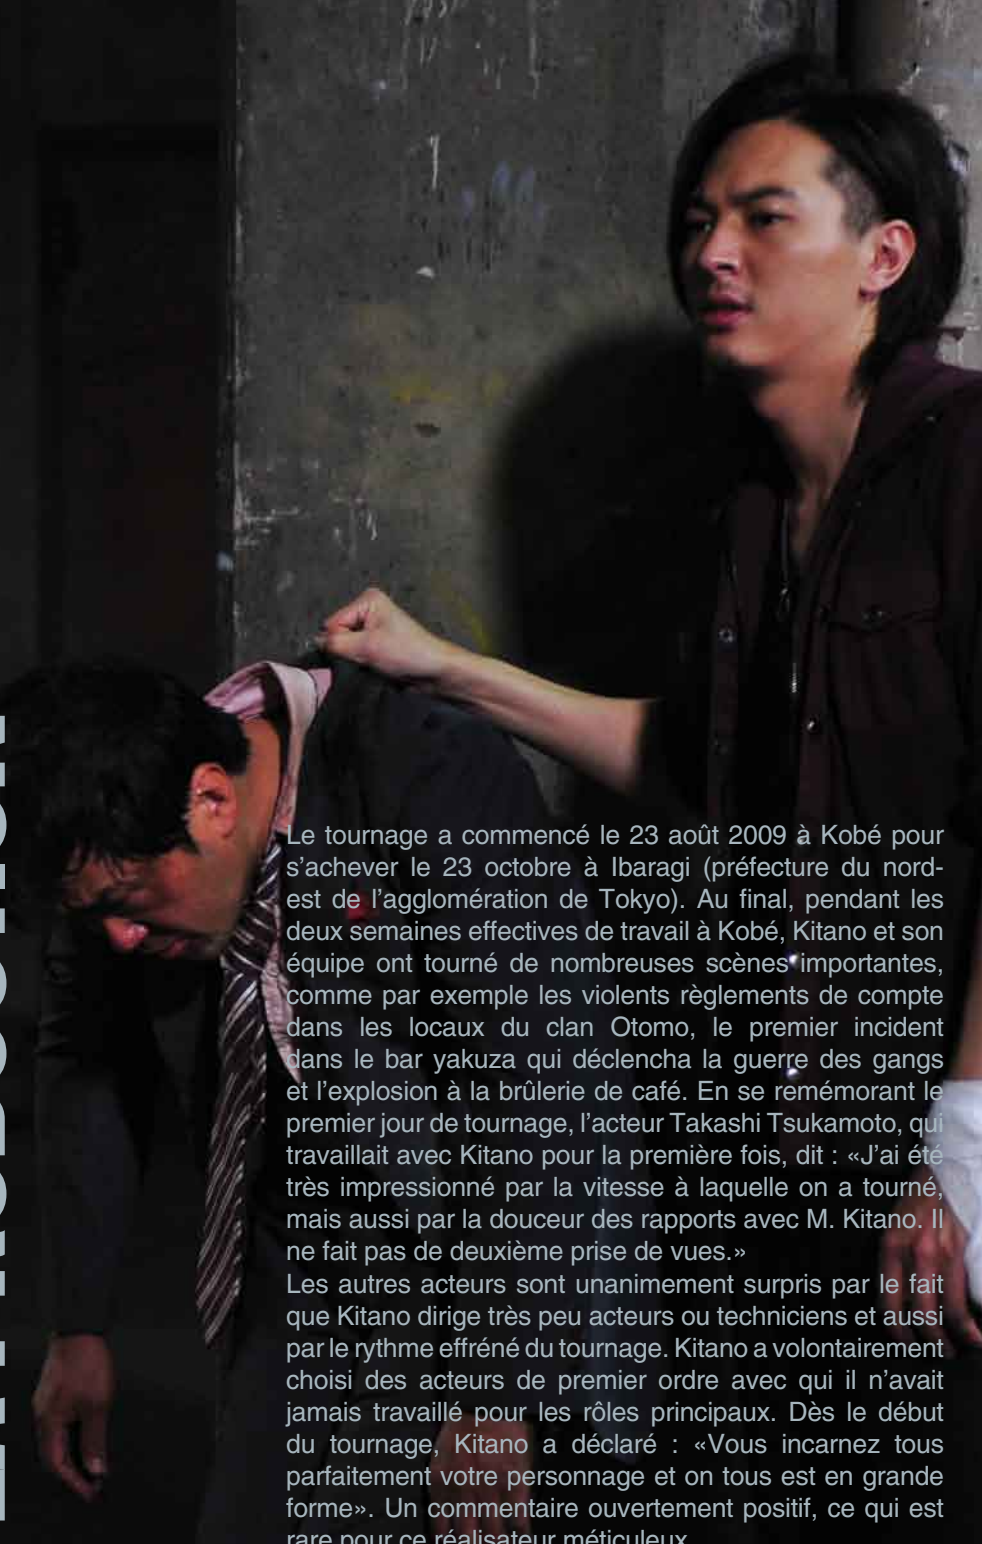 Le tournage a commencé le 23 août 2009 à Kobé pour
s’achever le 23 octobre à Ibaragi (préfecture du nord-
est de l’agglomération de Tokyo). Au final, pendant les
deux semaines effectives de travail à Kobé, Kitano et son
équipe ont tourné de nombreuses scènes importantes,
comme par exemple les violents règlements de compte
dans les locaux du clan Otomo, le premier incident
dans le bar yakuza qui déclencha la guerre des gangs
et l’explosion à la brûlerie de café. En se remémorant le
premier jour de tournage, l’acteur Takashi Tsukamoto, qui
travaillait avec Kitano pour la première fois, dit : «J’ai été
très impressionné par la vitesse à laquelle on a tourné,
mais aussi par la douceur des rapports avec M. Kitano. Il
ne fait pas de deuxième prise de vues.»
Les autres acteurs sont unanimement surpris par le fait
que Kitano dirige très peu acteurs ou techniciens et aussi
par le rythme effréné du tournage. Kitano a volontairement
choisi des acteurs de premier ordre avec qui il n’avait
jamais travaillé pour les rôles principaux. Dès le début
du tournage, Kitano a déclaré : «Vous incarnez tous
parfaitement votre personnage et on tous est en grande
forme». Un commentaire ouvertement positif, ce qui est
rare pour ce réalisateur méticuleux.